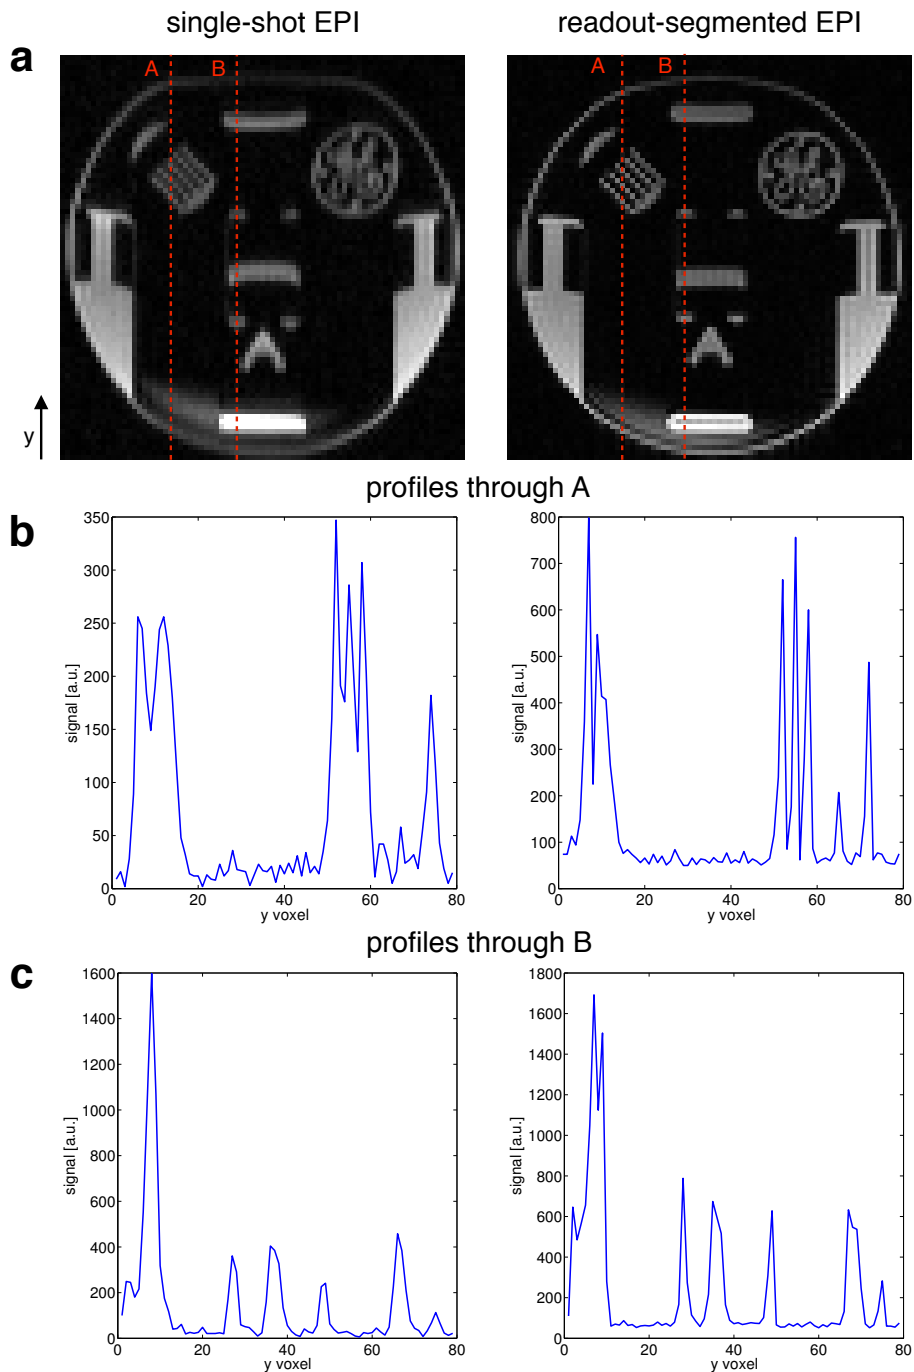 single-shot EPI readout-segmented EPI
a
A B A B
y
profiles through A
b
350 800
300 700
250 600
200 500
150 400
100 300
50 200
0 100
0
signal [a.u.] signal [a.u.]
0 20 40 60 80 0 20 40 60 80
y voxel y voxel
profiles through B
c
1600 1800
1400 1600
1200 1400
1000 1200
800 1000
600 800
400 600
200 400
0 200
0
signal [a.u.] signal [a.u.]
0 20 40 60 80 0 20 40 60 80
y voxel y voxel